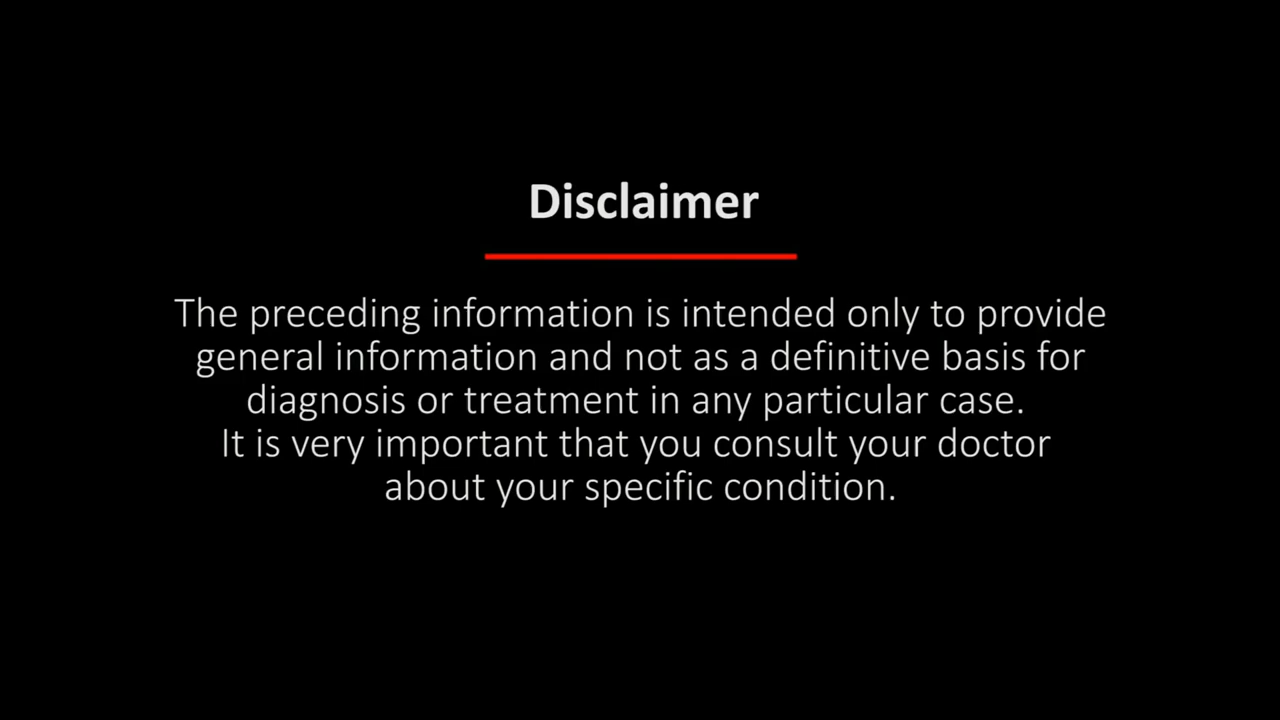 Disclaimer
The preceding information is intended only to provide
general information and not as a definitive basis for
diagnosis or treatment in any particular case.
It is very important that you consult your doctor
about your specific condition.